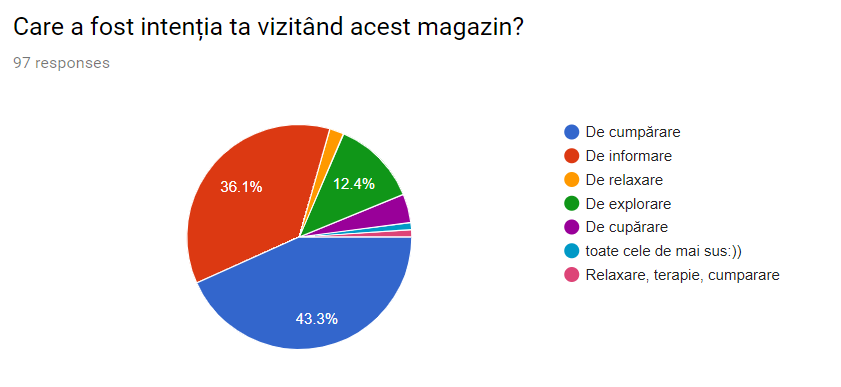 Care a fost intenția ta vizitând acest magazin?
97 responses
36.1%
12.4%
43.3%
De cumpărare
De informare
De relaxare
De explorare
De cupărare
toate cele de mai sus:))
Relaxare, terapie, cumparare